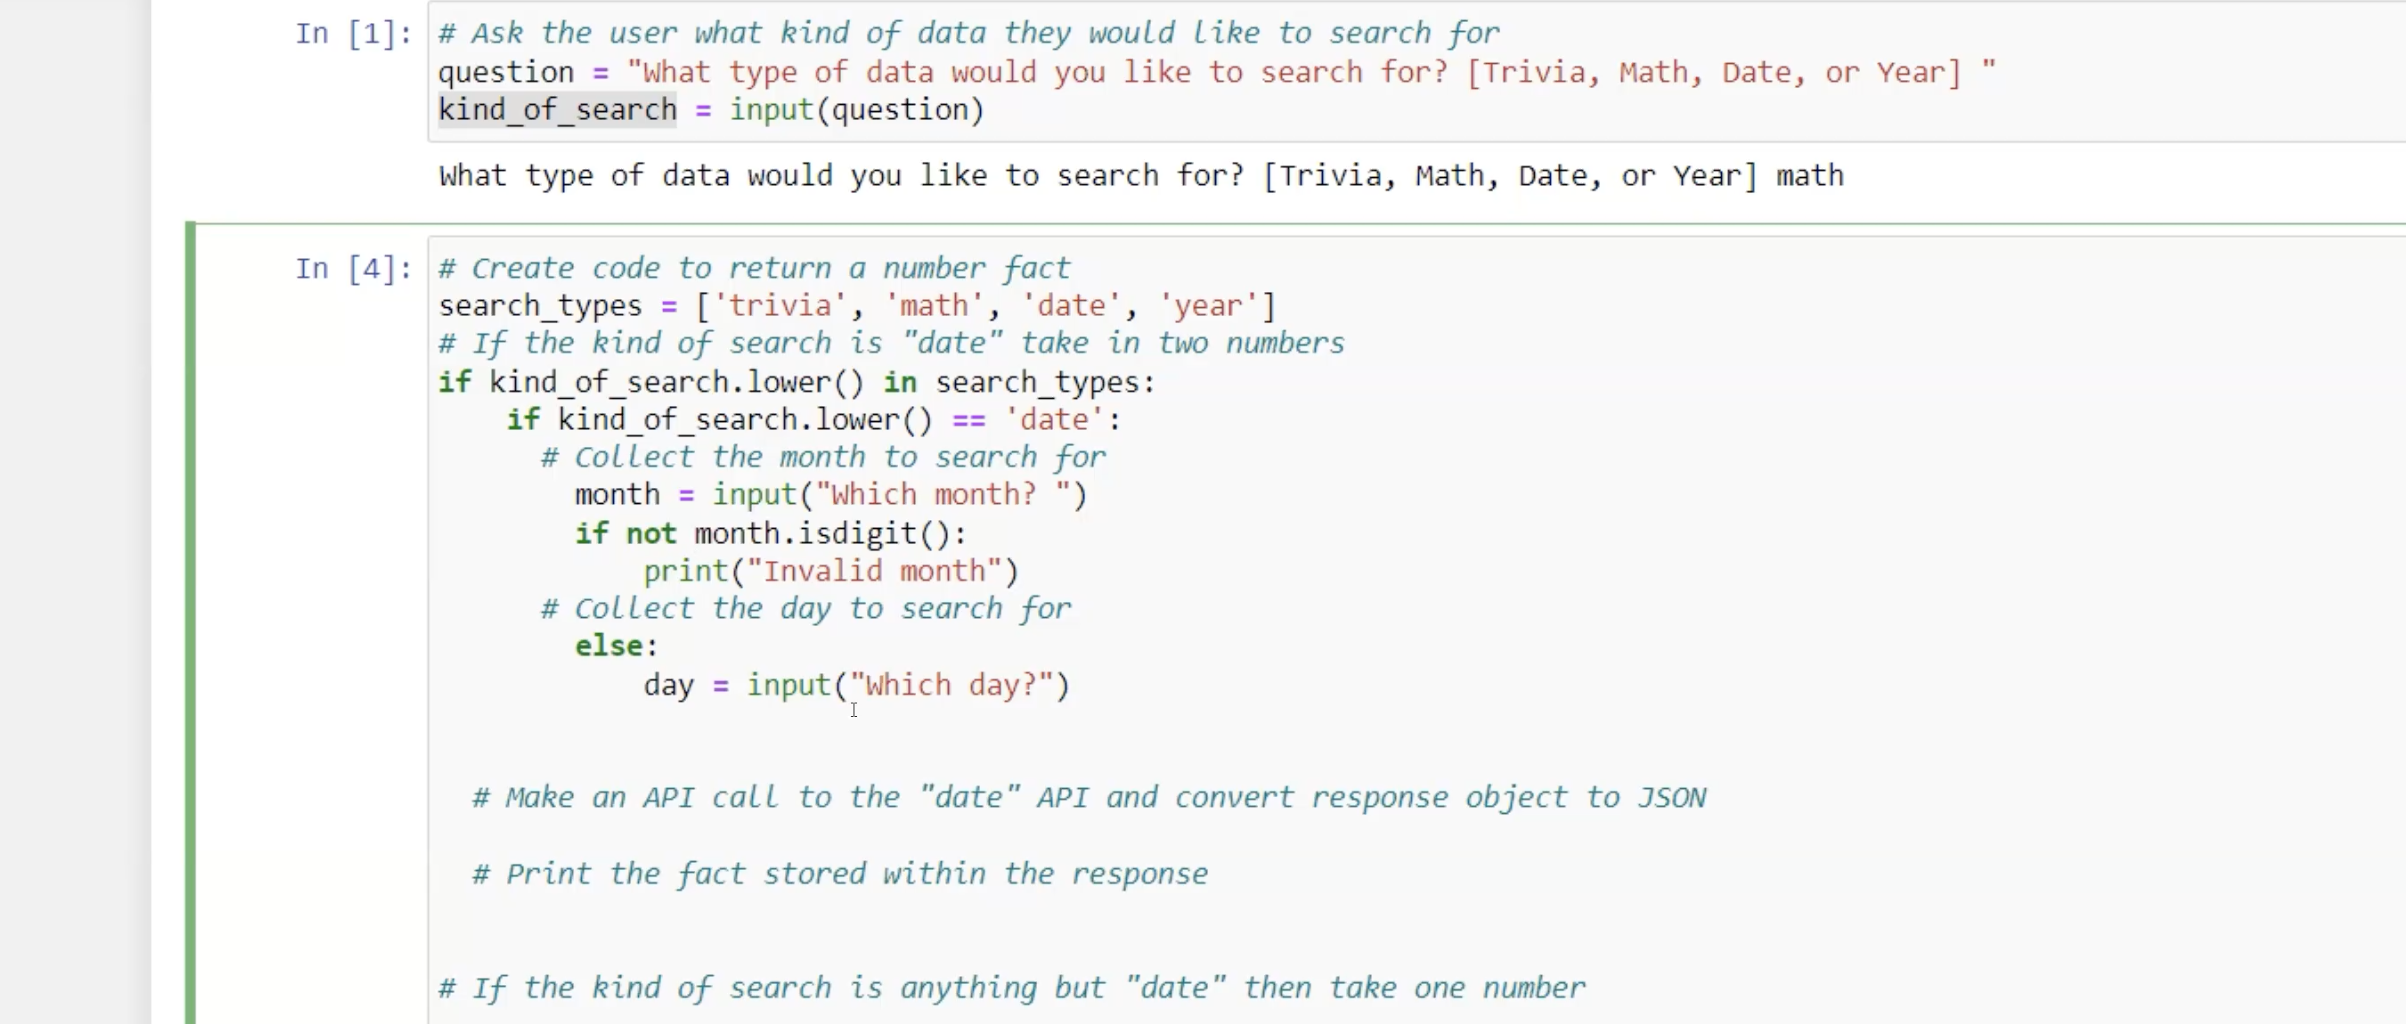 In [1]: # Ask the user what kind of data they would like to search for
question = "What type of data would you like to search for? [Trivia, Math, Date, or Year] "
kind_of_search = input(question)
What type of data would you like to search for? [Trivia, Math, Date, or Year] math
In [4]: # Create code to return a number fact
search_types = ['trivia', 'math', 'date', 'year']
# If the kind of search is "date" take in two numbers
if kind_of_search.lower() in search_types:
    if kind_of_search.lower() == 'date':
      # Collect the month to search for
        month = input("Which month? ")
        if not month.isdigit():
            print("Invalid month")
      # Collect the day to search for
        else:
            day = input("Which day?")
  # Make an API call to the "date" API and convert response object to JSON
  # Print the fact stored within the response
# If the kind of search is anything but "date" then take one number